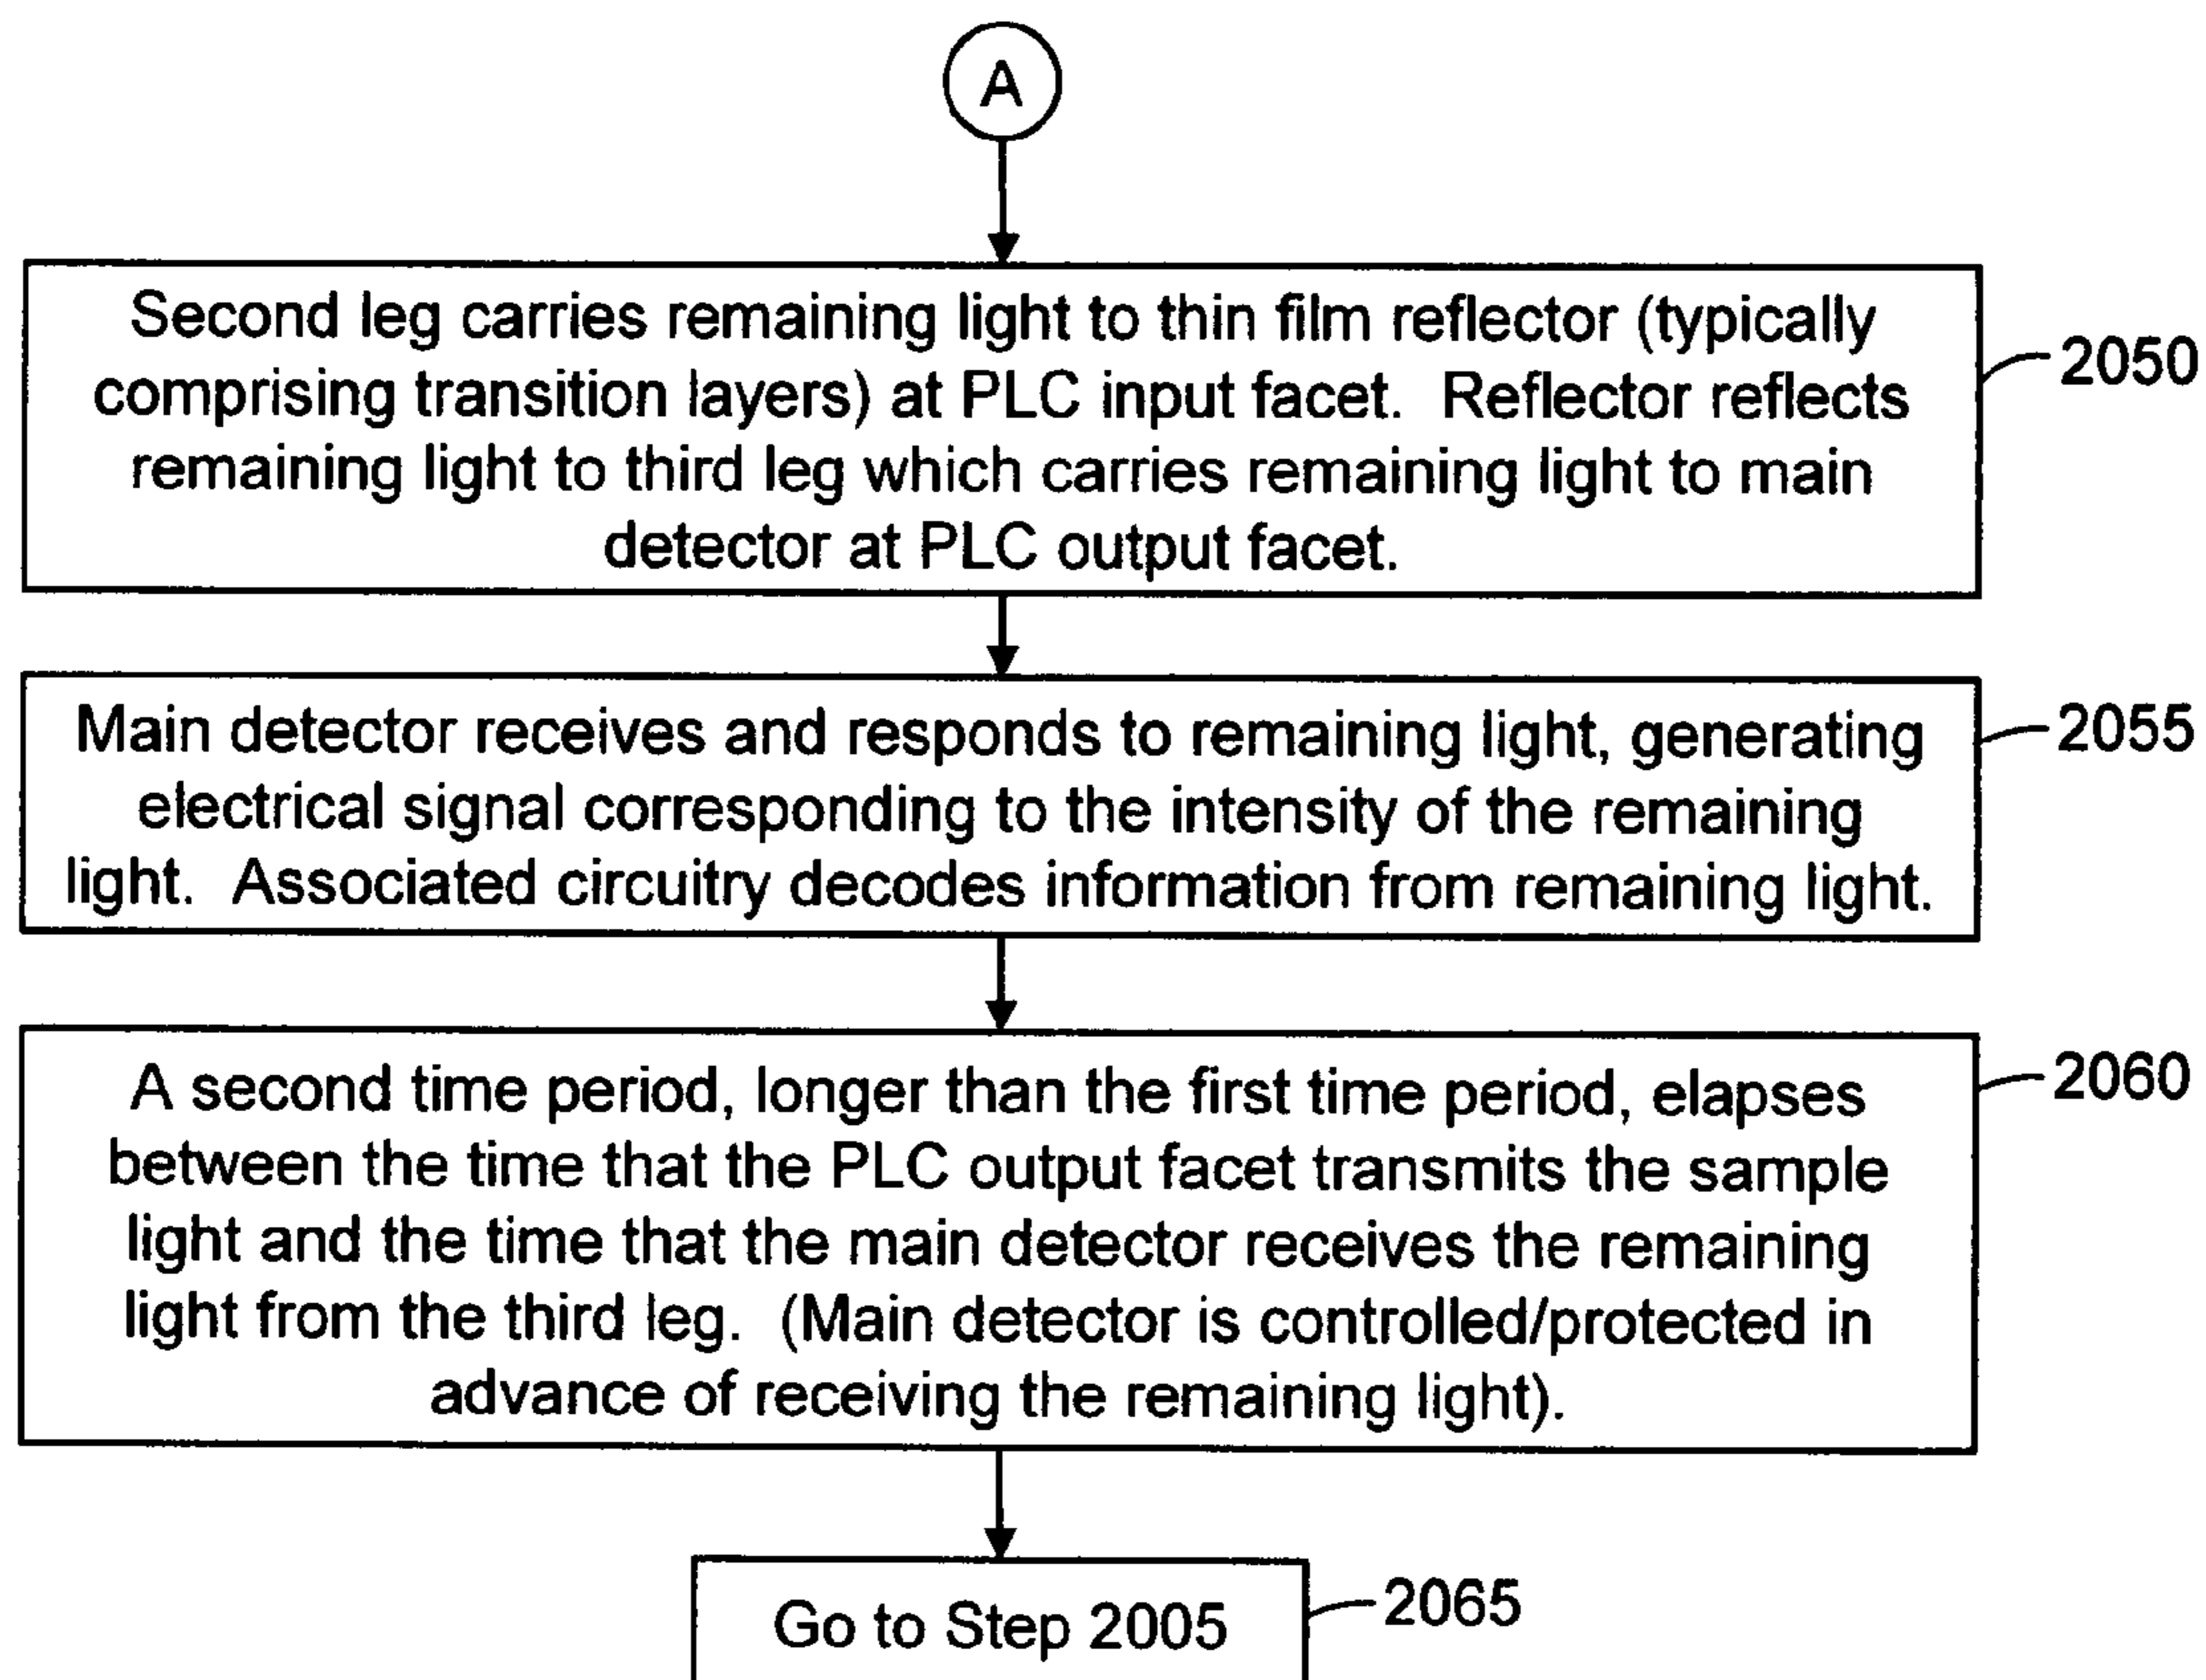 A
Second leg carries remaining light to thin film reflector (typically
comprising transition layers) at PLC input facet.  Reflector reflects
remaining light to third leg which carries remaining light to main
detector at PLC output facet.
2050
Main detector receives and responds to remaining light, generating
electrical signal corresponding to the intensity of the remaining
light.  Associated circuitry decodes information from remaining light.
2055
A second time period, longer than the first time period, elapses
between the time that the PLC output facet transmits the sample
light and the time that the main detector receives the remaining
light from the third leg.  (Main detector is controlled/protected in
advance of receiving the remaining light).
2060
Go to Step 2005
2065